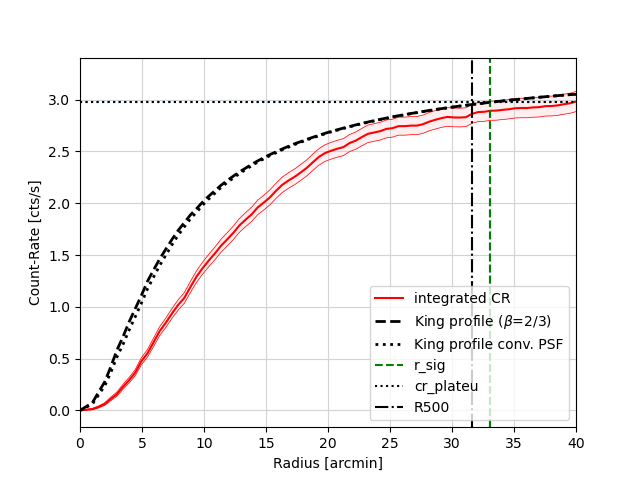 3.0
2.5
2.0
1.5
1.0
0.5
0.0
Count-Rate [cts/s]
integrated CR
King profile (β=2/3)
King profile conv. PSF
r_sig
cr_plateu
R500
0 5 10 15 20 25 30 35 40
Radius [arcmin]